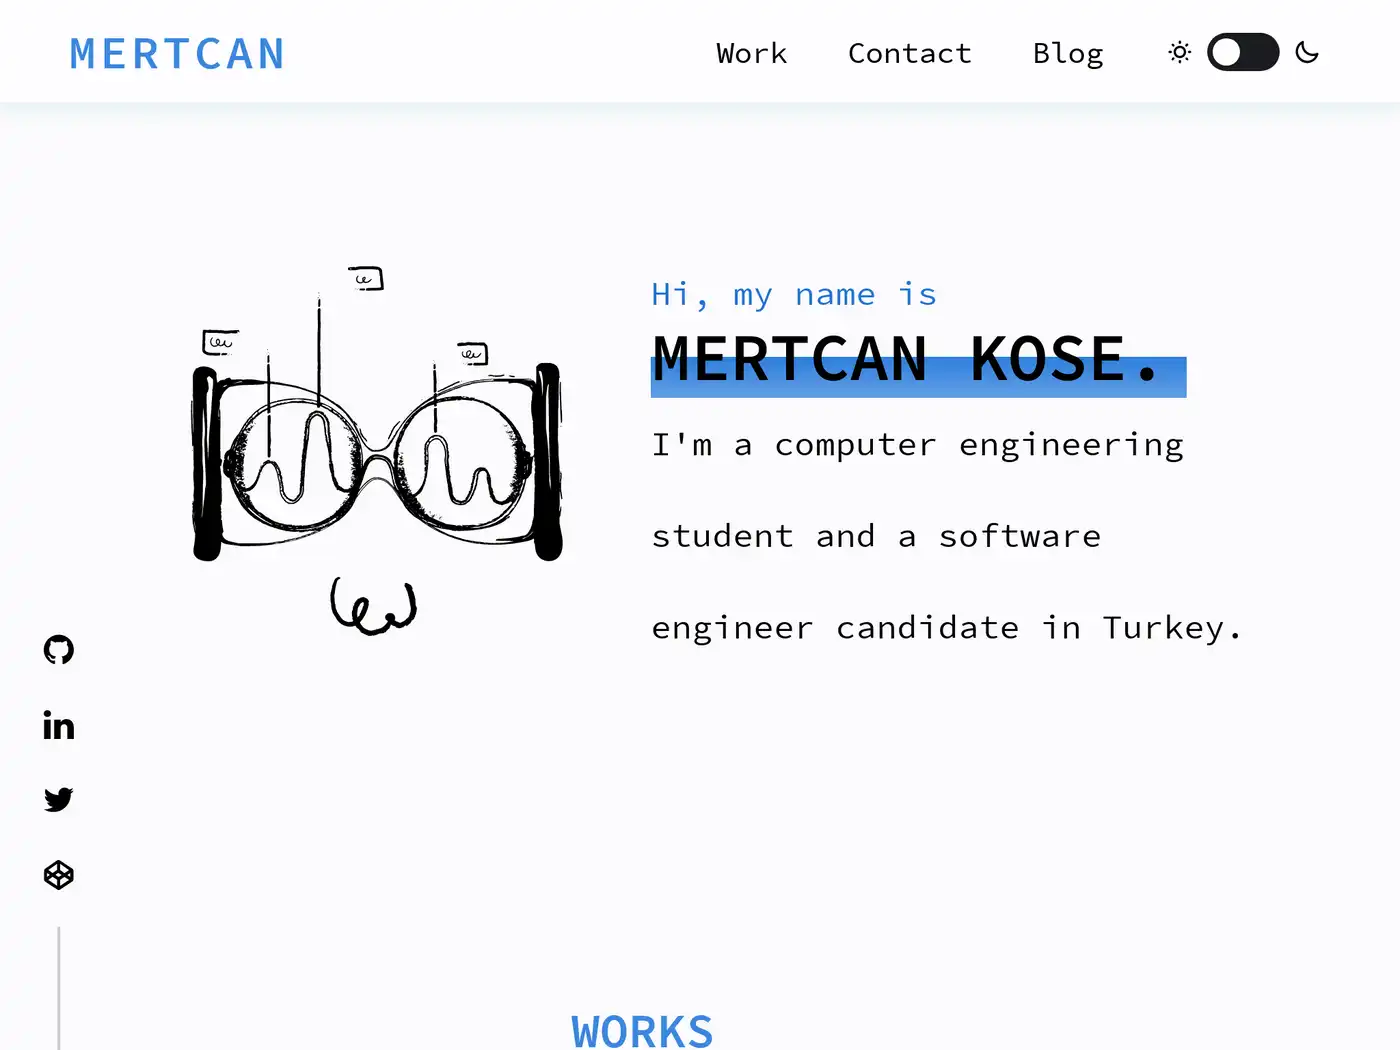 MERTCAN
Work Contact Blog
Hi, my name is
MERTCAN KOSE.
I'm a computer engineering
student and a software
engineer candidate in Turkey.
in
WORKS